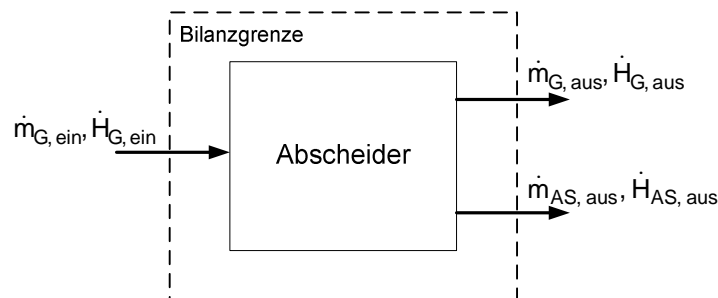 Bilanzgrenze
ṁG, aus, ḢG, aus
ṁG, ein, ḢG, ein
Abscheider
ṁAS, aus, ḢAS, aus